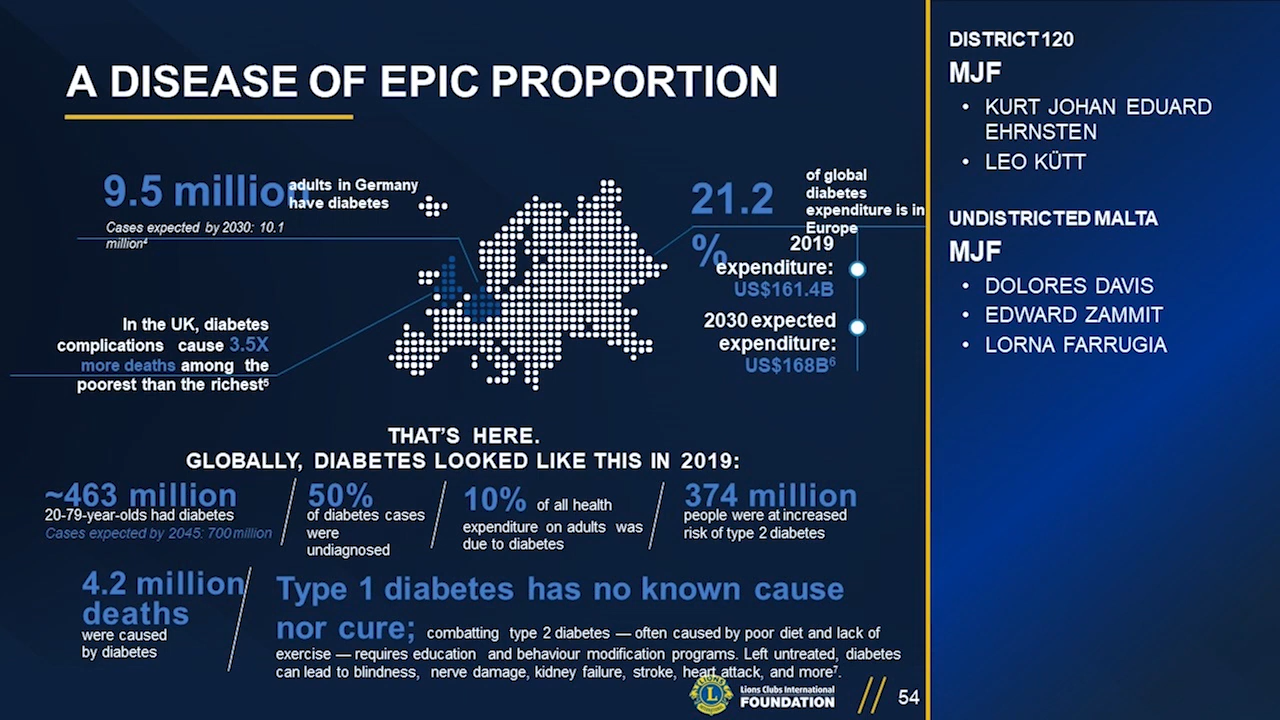 A DISEASE OF EPIC PROPORTION
9.5 million
adults in Germany
have diabetes
Cases expected by 2030: 10.1
million⁴
In the UK, diabetes
complications cause 3.5X
more deaths among the
poorest than the richest⁵
21.2
%
of global
diabetes
expenditure is in
Europe
2019
expenditure:
US$161.4B
2030 expected
expenditure:
US$168B⁶
THAT'S HERE.
GLOBALLY, DIABETES LOOKED LIKE THIS IN 2019:
~463 million
20-79-year-olds had diabetes
Cases expected by 2045: 700 million
50%
of diabetes cases
were
undiagnosed
10% of all health
expenditure on adults was
due to diabetes
374 million
people were at increased
risk of type 2 diabetes
4.2 million
deaths
were caused
by diabetes
Type 1 diabetes has no known cause
nor cure; combatting type 2 diabetes — often caused by poor diet and lack of
exercise — requires education and behaviour modification programs. Left untreated, diabetes
can lead to blindness, nerve damage, kidney failure, stroke, heart attack, and more⁷.
LIONS
L
Lions Clubs International
FOUNDATION
54
DISTRICT 120
MJF
• KURT JOHAN EDUARD
EHRNSTEN
• LEO KÜTT
UNDISTRICTED MALTA
MJF
• DOLORES DAVIS
• EDWARD ZAMMIT
• LORNA FARRUGIA